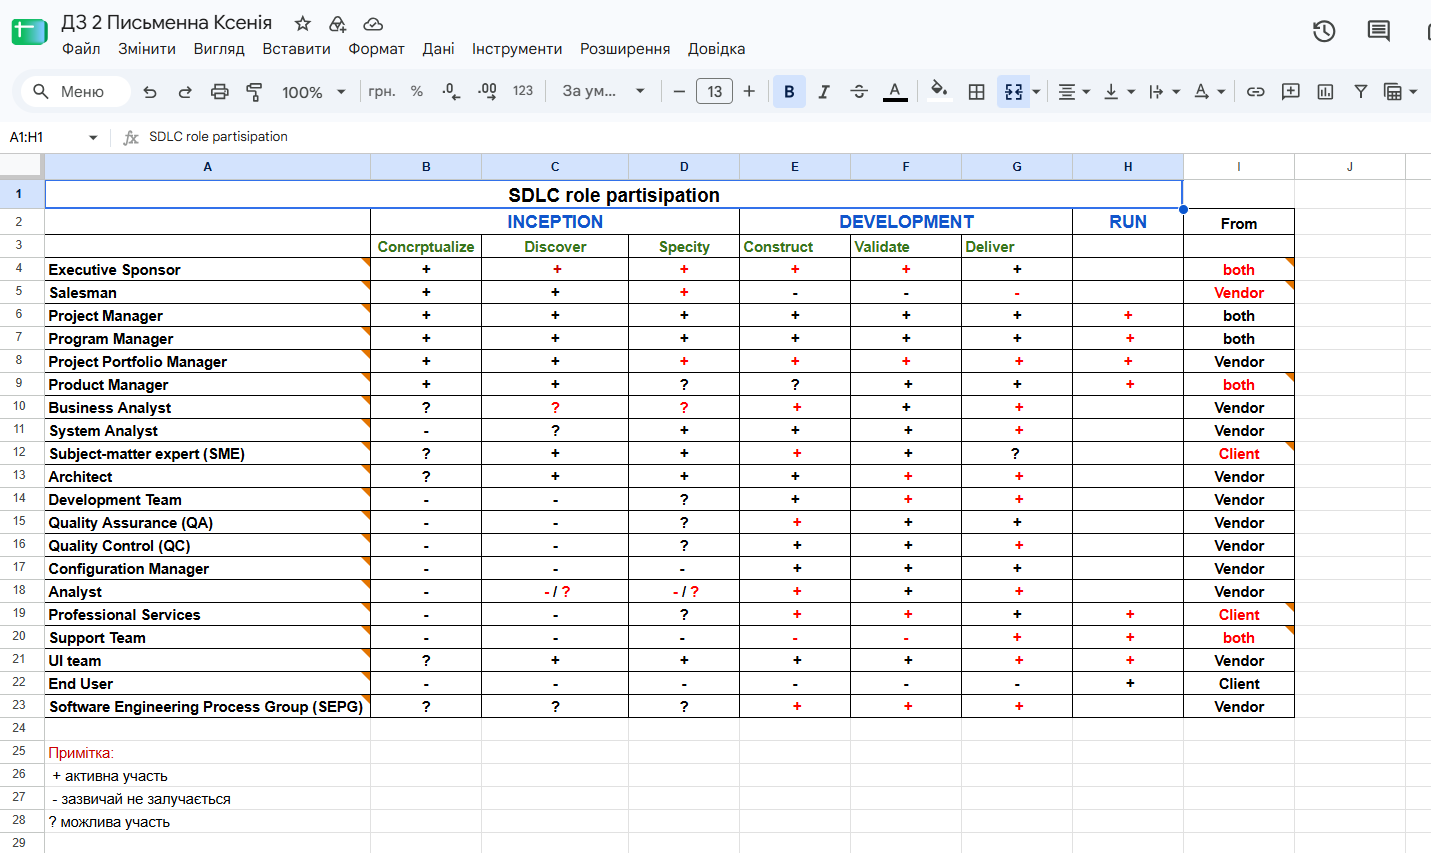 ДЗ 2 Письменна Ксенія
Файл Змінити Вигляд Вставити Формат Дані Інструменти Розширення Довідка
Меню 100% грн. % .0 .00 123 За ум... − 13 + B I S A
A1:H1 fx SDLC role partisipation
A B C D E F G H I J
1 SDLC role partisipation
2 INCEPTION DEVELOPMENT RUN From
3 Concrptualize Discover Specity Construct Validate Deliver
4 Executive Sponsor + + + + + + both
5 Salesman + + + - - - Vendor
6 Project Manager + + + + + + + both
7 Program Manager + + + + + + + both
8 Project Portfolio Manager + + + + + + + Vendor
9 Product Manager + + ? ? + + + both
10 Business Analyst ? ? ? + + + Vendor
11 System Analyst - ? + + + + Vendor
12 Subject-matter expert (SME) ? + + + + ? Client
13 Architect ? + + + + + Vendor
14 Development Team - - ? + + + Vendor
15 Quality Assurance (QA) - - ? + + + Vendor
16 Quality Control (QC) - - ? + + + Vendor
17 Configuration Manager - - - + + + Vendor
18 Analyst - - / ? - / ? + + + Vendor
19 Professional Services - - ? + + + + Client
20 Support Team - - - - - + + both
21 UI team ? + + + + + + Vendor
22 End User - - - - - - + Client
23 Software Engineering Process Group (SEPG) ? ? ? + + + Vendor
24
25 Примітка:
26 + активна участь
27 - зазвичай не залучається
28 ? можлива участь
29